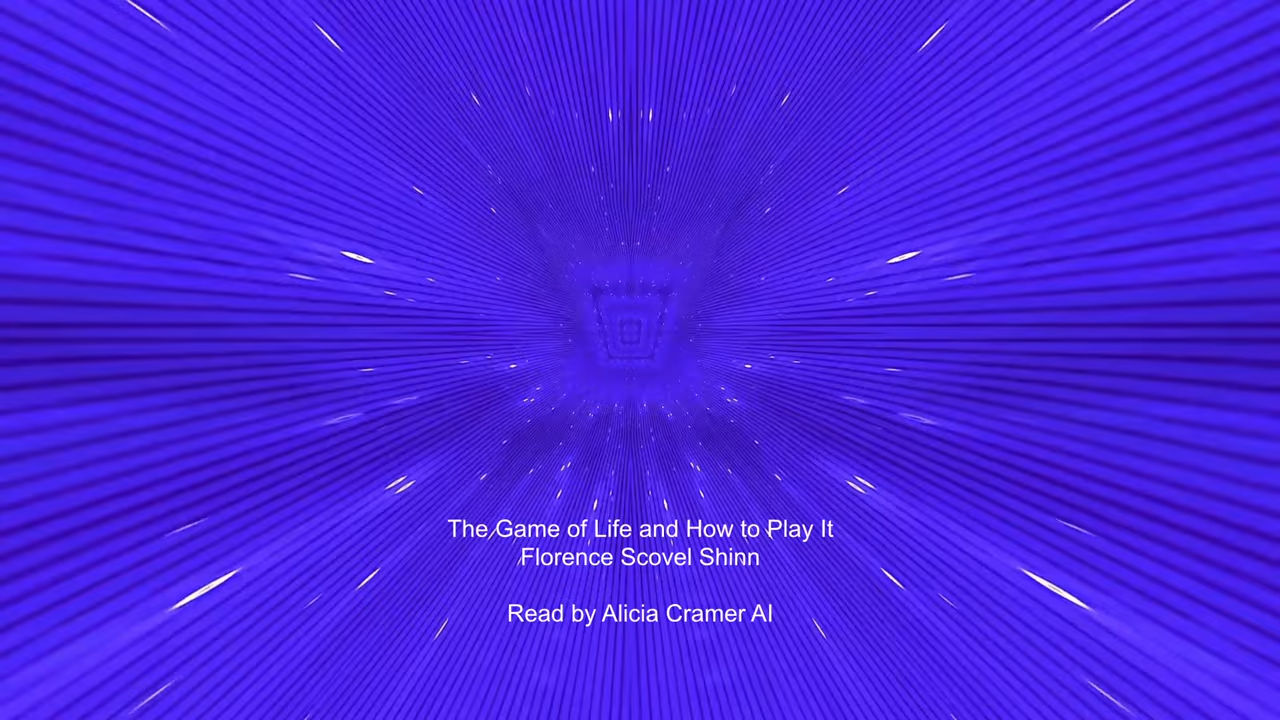 The Game of Life and How to Play It
Florence Scovel Shinn
Read by Alicia Cramer AI